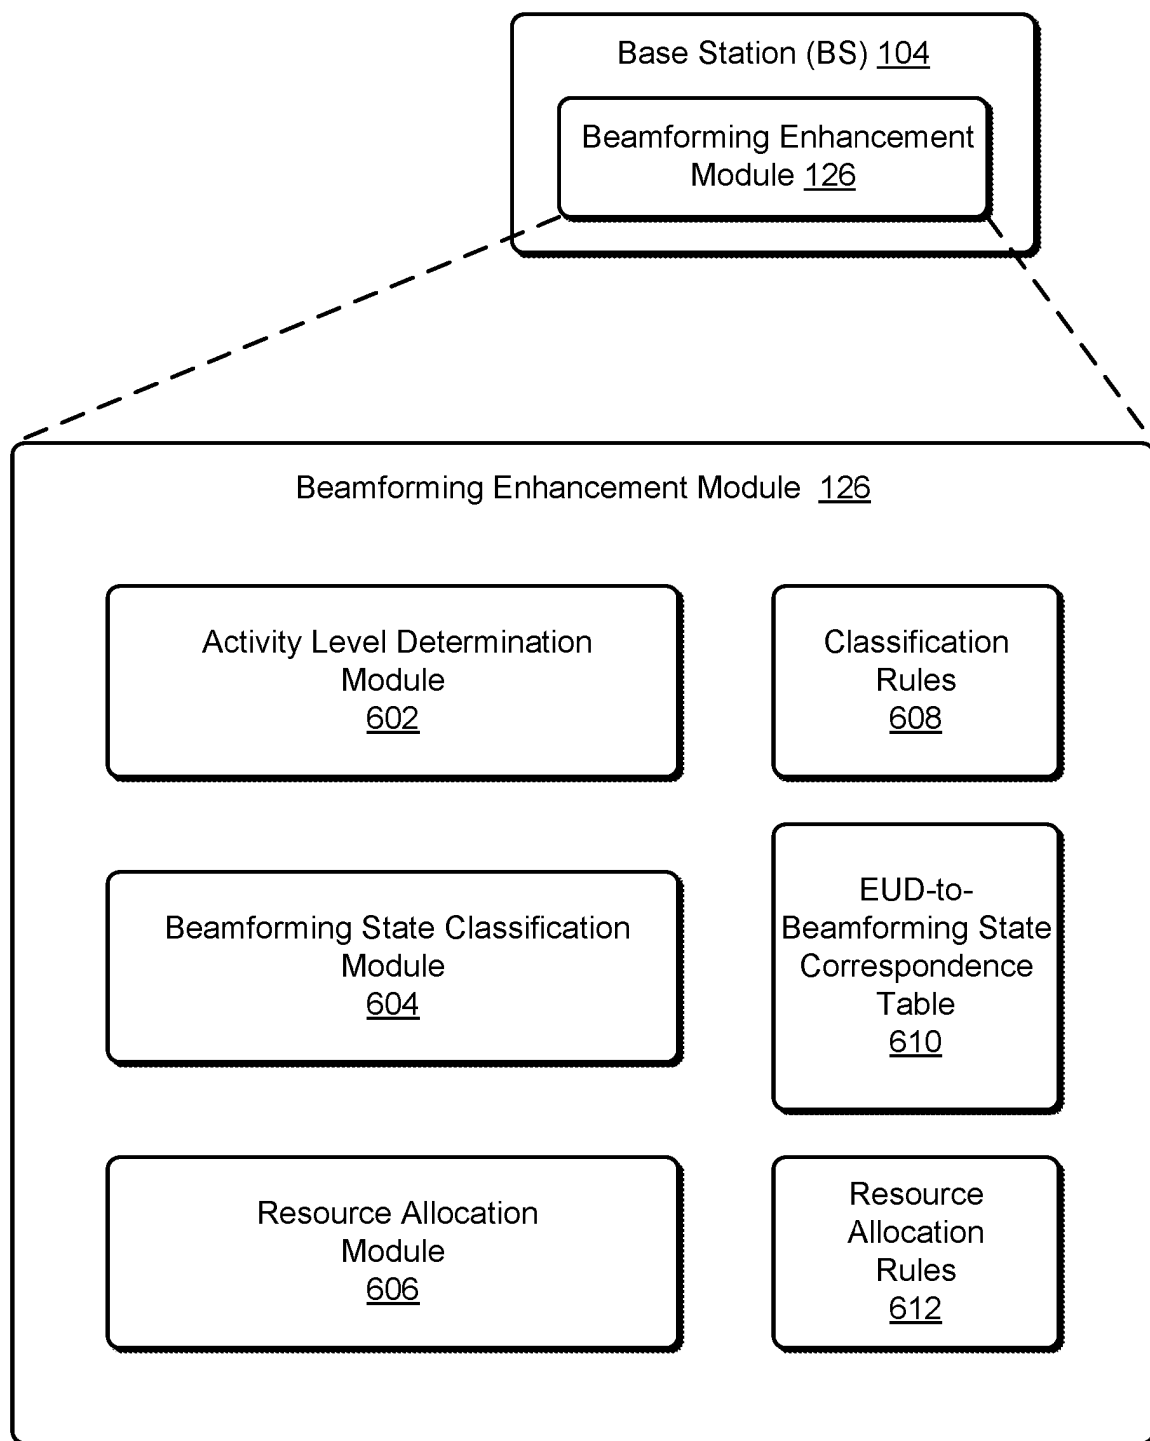 Base Station (BS) 104
Beamforming Enhancement
Module 126
Beamforming Enhancement Module 126
Activity Level Determination
Module
602
Classification
Rules
608
Beamforming State Classification
Module
604
EUD-to-
Beamforming State
Correspondence
Table
610
Resource Allocation
Module
606
Resource
Allocation
Rules
612